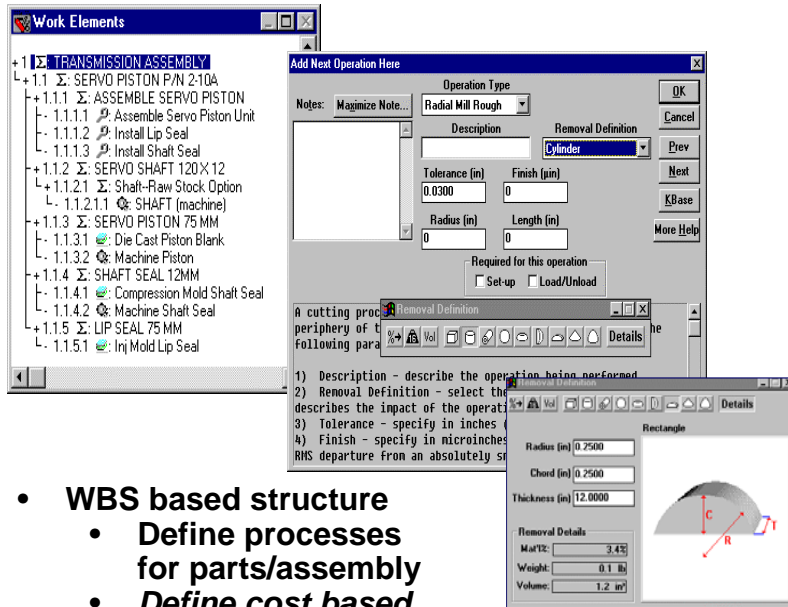 Work Elements
+ 1 Σ: TRANSMISSION ASSEMBLY
+ 1.1 Σ: SERVO PISTON P/N 2-10A
+ 1.1.1 Σ: ASSEMBLE SERVO PISTON
- 1.1.1.1 : Assemble Servo Piston Unit
- 1.1.1.2 : Install Lip Seal
- 1.1.1.3 : Install Shaft Seal
+ 1.1.2 Σ: SERVO SHAFT 120 X 12
+ 1.1.2.1 Σ: Shaft-Raw Stock Option
- 1.1.2.1.1 : SHAFT (machine)
+ 1.1.3 Σ: SERVO PISTON 75 MM
- 1.1.3.1 : Die Cast Piston Blank
- 1.1.3.2 : Machine Piston
+ 1.1.4 Σ: SHAFT SEAL 12MM
- 1.1.4.1 : Compression Mold Shaft Seal
- 1.1.4.2 : Machine Shaft Seal
+ 1.1.5 Σ: LIP SEAL 75 MM
- 1.1.5.1 : Inj Mold Lip Seal
Add Next Operation Here
Operation Type
Notes: Maximize Note... Radial Mill Rough
Description Removal Definition
Cylinder
Tolerance (in) Finish (µin)
0.0300 0
Radius (in) Length (in)
0 0
Required for this operation
Set-up Load/Unload
OK
Cancel
Prev
Next
KBase
More Help
A cutting proc
periphery of t he
following para
Removal Definition
%→ Vol Details
1) Description - describe the operation being performed
2) Removal Definition - select the
describes the impact of the operati
3) Tolerance - specify in inches (
4) Finish - specify in microinches
RMS departure from an absolutely s
Removal Definition
%→ Vol Details
Rectangle
Radius (in) 0.2500
Chord (in) 0.2500
Thickness (in) 12.0000
Removal Details
Mat'l%: 3.4%
Weight: 0.1 lb
Volume: 1.2 in³
C
R
T
• WBS based structure
• Define processes
for parts/assembly
• Define cost based